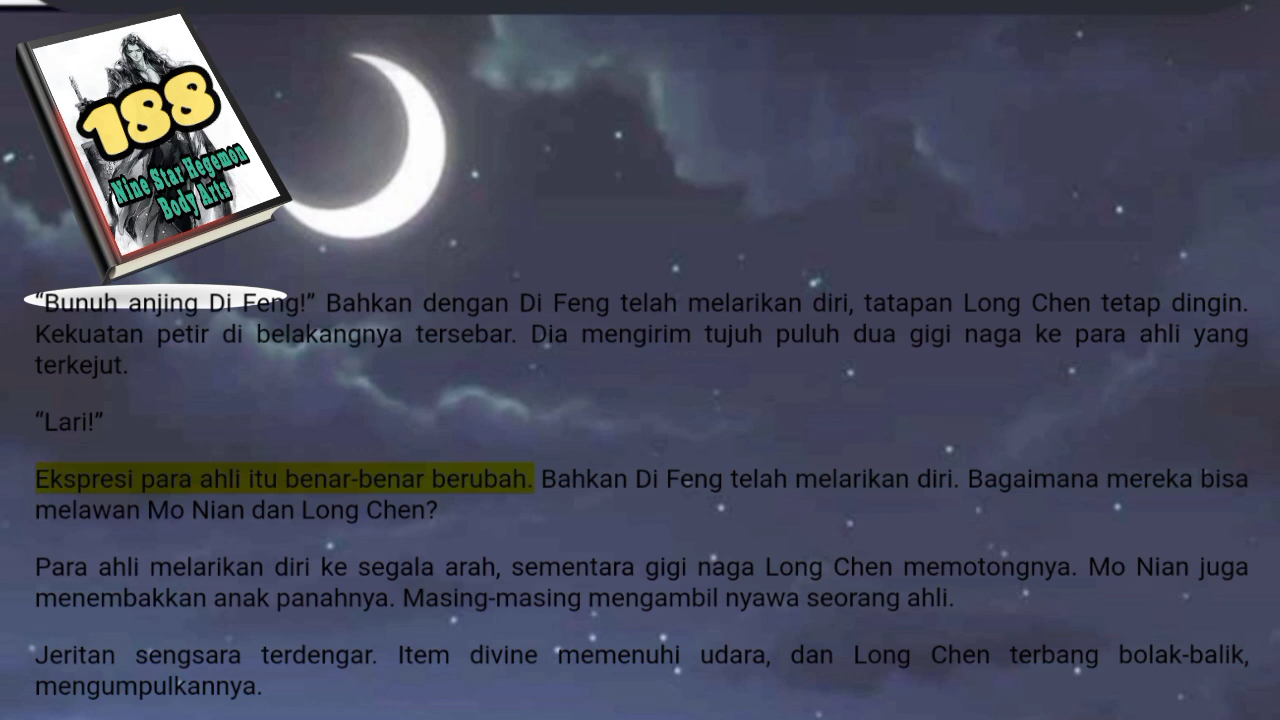 188
Nine Star Hegemon
Body Arts
“Bunuh anjing Di Feng!” Bahkan dengan Di Feng telah melarikan diri, tatapan Long Chen tetap dingin.
Kekuatan petir di belakangnya tersebar. Dia mengirim tujuh puluh dua gigi naga ke para ahli yang
terkejut.
“Lari!”
Ekspresi para ahli itu benar-benar berubah. Bahkan Di Feng telah melarikan diri. Bagaimana mereka bisa
melawan Mo Nian dan Long Chen?
Para ahli melarikan diri ke segala arah, sementara gigi naga Long Chen memotongnya. Mo Nian juga
menembakkan anak panahnya. Masing-masing mengambil nyawa seorang ahli.
Jeritan sengsara terdengar. Item divine memenuhi udara, dan Long Chen terbang bolak-balik,
mengumpulkannya.